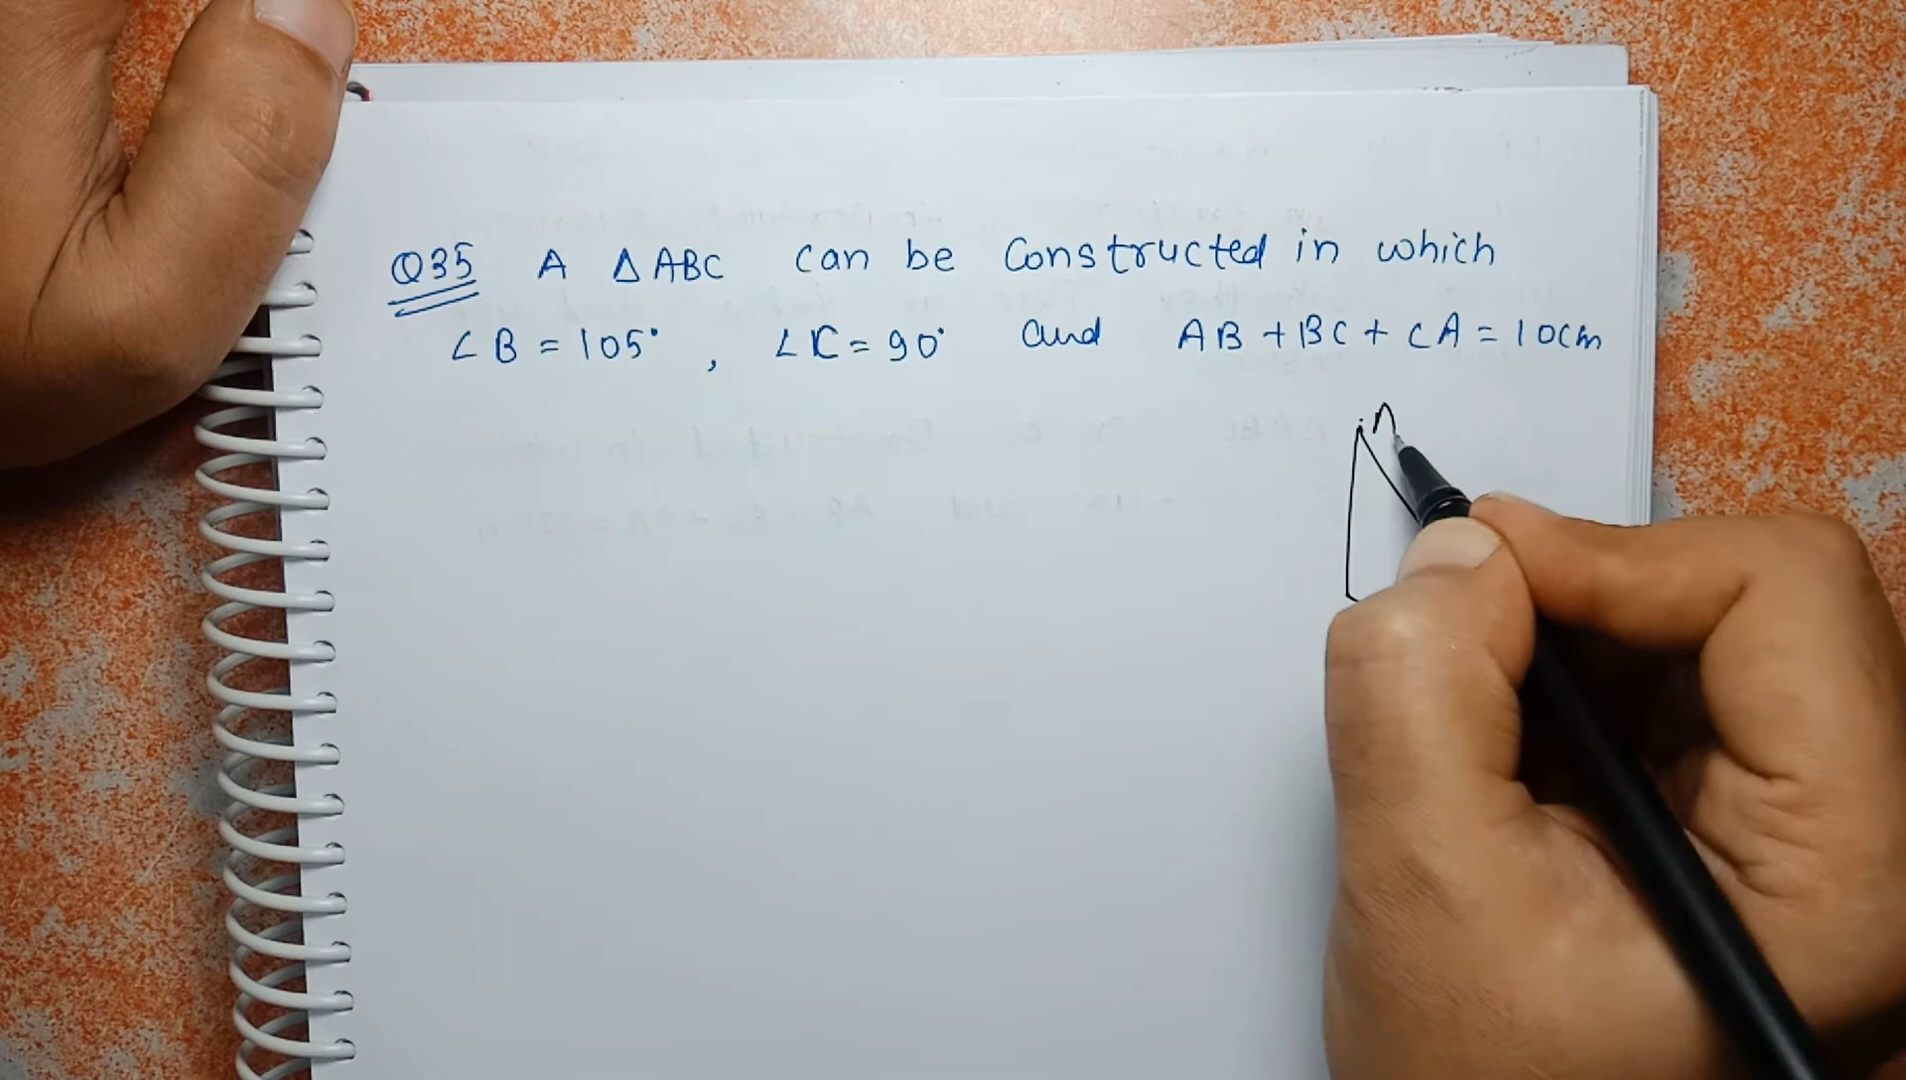 Q35 A Δ ABC can be constructed in which
∠B = 105° , ∠C = 90° and AB + BC + CA = 10cm